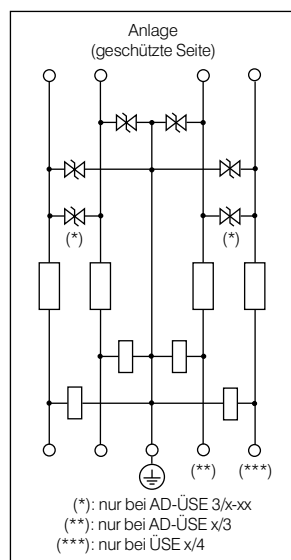 Anlage
(geschützte Seite)
(*) (*)
(**) (***)
(*): nur bei AD-ÜSE 3/x-xx
(**): nur bei AD-ÜSE x/3
(***): nur bei ÜSE x/4